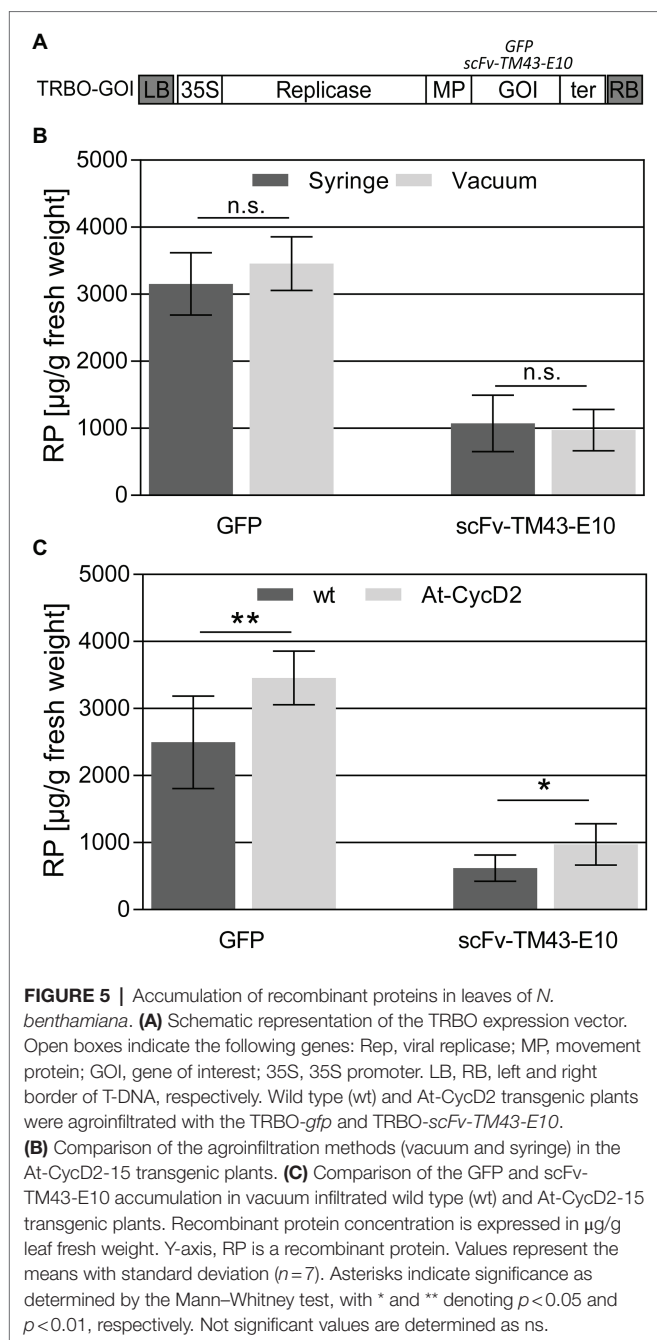 A
GFP
scFv-TM43-E10
TRBO-GOI LB 35S Replicase MP GOI ter RB
B
5000
4000
3000
2000
1000
0
RP [µg/g fresh weight]
Syringe Vacuum
n.s.
n.s.
GFP scFv-TM43-E10
C
5000
4000
3000
2000
1000
0
RP [µg/g fresh weight]
wt At-CycD2
**
*
GFP scFv-TM43-E10
FIGURE 5 | Accumulation of recombinant proteins in leaves of N.
benthamiana. (A) Schematic representation of the TRBO expression vector.
Open boxes indicate the following genes: Rep, viral replicase; MP, movement
protein; GOI, gene of interest; 35S, 35S promoter. LB, RB, left and right
border of T-DNA, respectively. Wild type (wt) and At-CycD2 transgenic plants
were agroinfiltrated with the TRBO-gfp and TRBO-scFv-TM43-E10.
(B) Comparison of the agroinfiltration methods (vacuum and syringe) in the
At-CycD2-15 transgenic plants. (C) Comparison of the GFP and scFv-
TM43-E10 accumulation in vacuum infiltrated wild type (wt) and At-CycD2-15
transgenic plants. Recombinant protein concentration is expressed in µg/g
leaf fresh weight. Y-axis, RP is a recombinant protein. Values represent the
means with standard deviation (n=7). Asterisks indicate significance as
determined by the Mann–Whitney test, with * and ** denoting p<0.05 and
p<0.01, respectively. Not significant values are determined as ns.